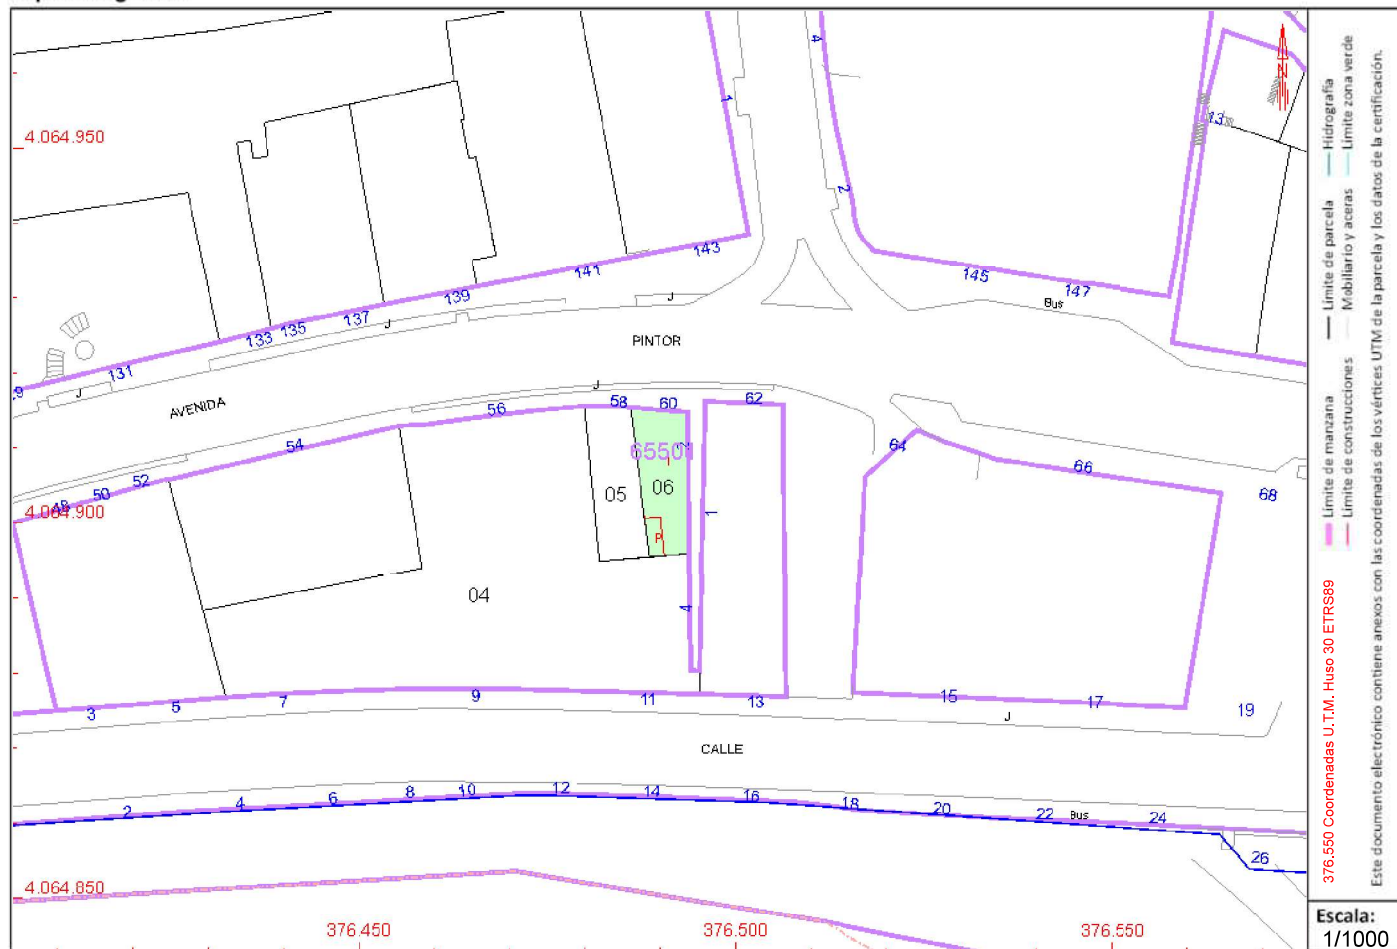 4.064.950
4
1
2
13
143
141
139
137
135
133
131
J
J
J
J
145
147
Bus
PINTOR
AVENIDA
48
50
52
54
56
58
60
62
64
66
68
2
05
06
P
04
1
4
4.064.900
3
5
7
9
11
13
15
17
19
J
CALLE
2
4
6
8
10
12
14
16
18
20
22
24
Bus
26
4.064.850
376.450
376.500
376.550
N
Límite de manzana
Límite de parcela
Hidrografía
Límite de construcciones
Mobiliario y aceras
Límite zona verde
376.550 Coordenadas U.T.M. Huso 30 ETRS89
Este documento electrónico contiene anexos con las coordenadas de los vértices UTM de la parcela y los datos de la certificación.
Escala:
1/1000